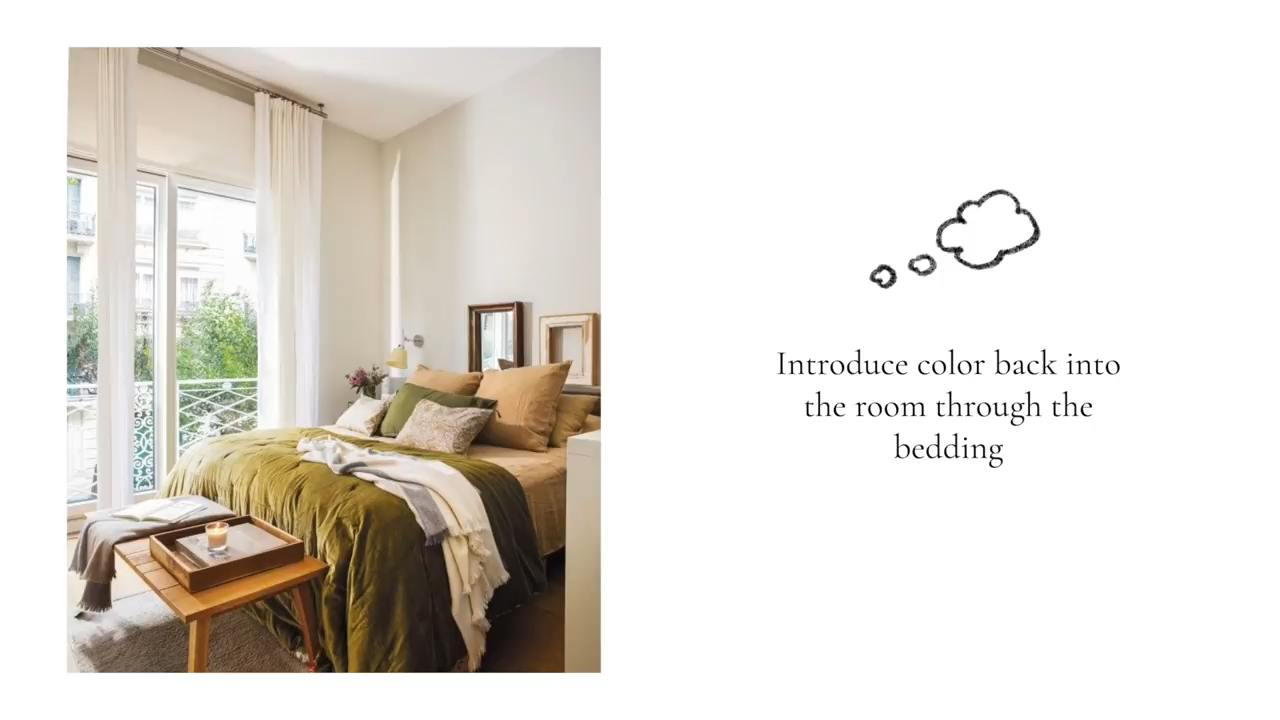 Introduce color back into
the room through the
bedding